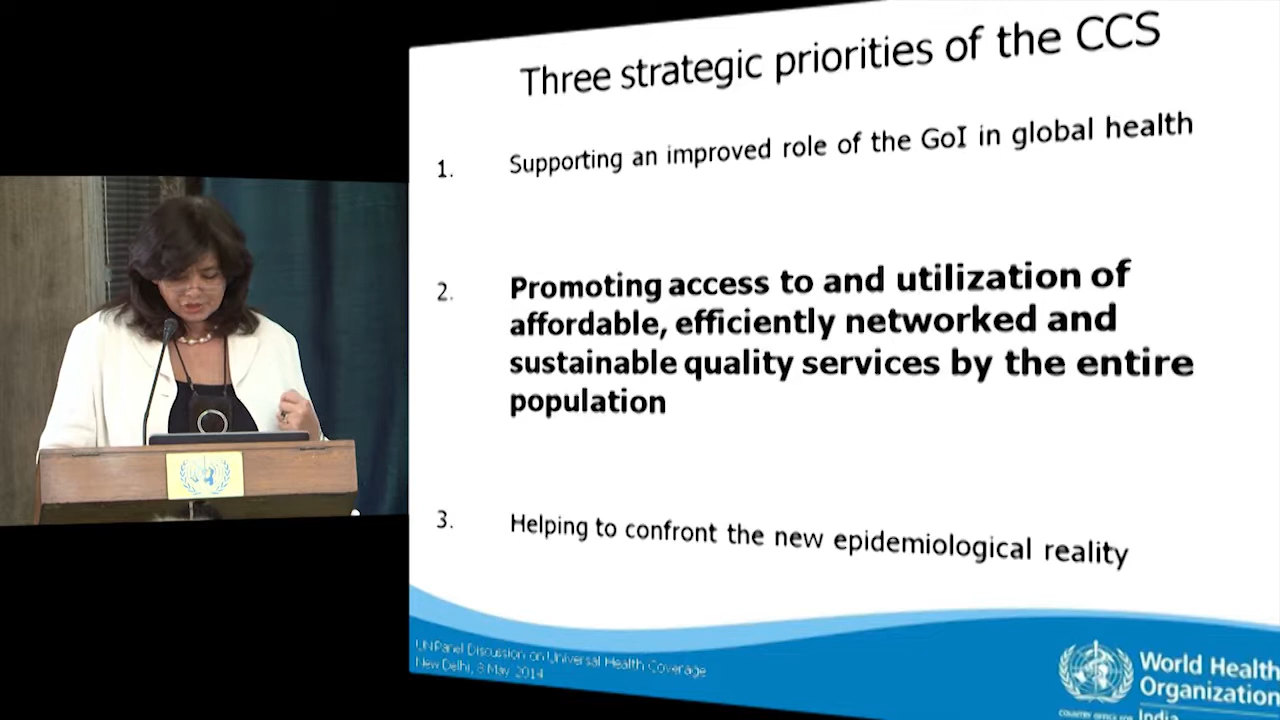 Three strategic priorities of the CCS
1. Supporting an improved role of the GoI in global health
2. Promoting access to and utilization of
affordable, efficiently networked and
sustainable quality services by the entire
population
3. Helping to confront the new epidemiological reality
UN Panel Discussion on Universal Health Coverage
New Delhi, May, 2014
World Health
Organization
COUNTRY OFFICE FOR
India